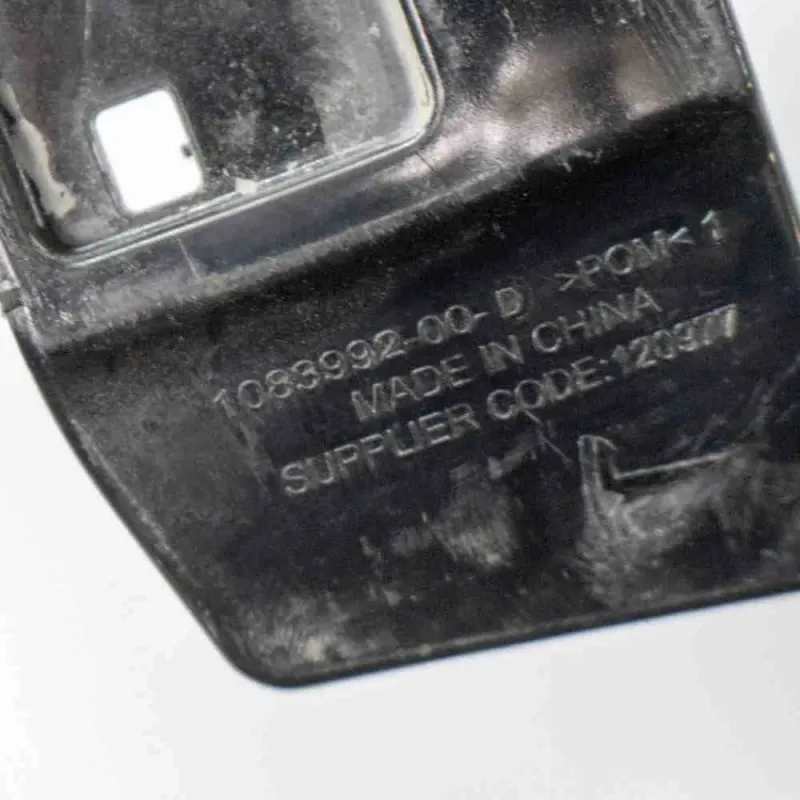 1083992-00-D >POM< 1
MADE IN CHINA
SUPPLIER CODE:120977
L